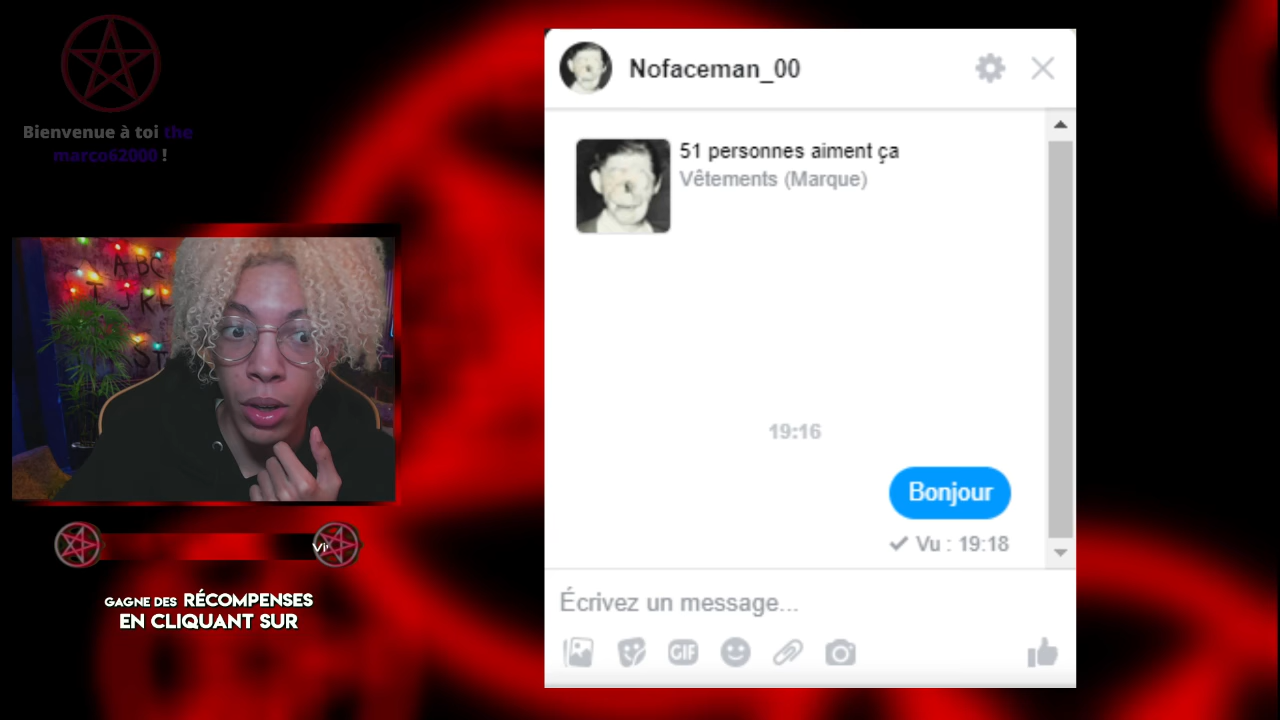 Bienvenue à toi the
marco62000 !
A B C
GAGNE DES RÉCOMPENSES
EN CLIQUANT SUR
Nofaceman_00
51 personnes aiment ça
Vêtements (Marque)
19:16
Bonjour
Vu : 19:18
Écrivez un message...
GIF